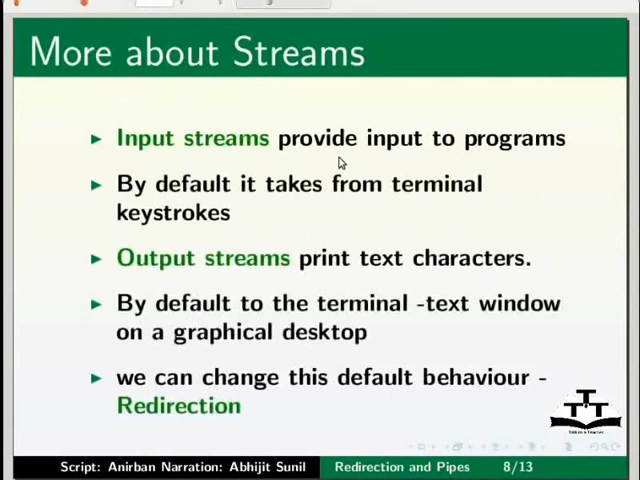 More about Streams
Input streams provide input to programs
By default it takes from terminal
keystrokes
Output streams print text characters.
By default to the terminal -text window
on a graphical desktop
we can change this default behaviour -
Redirection
Script: Anirban Narration: Abhijit Sunil Redirection and Pipes 8/13